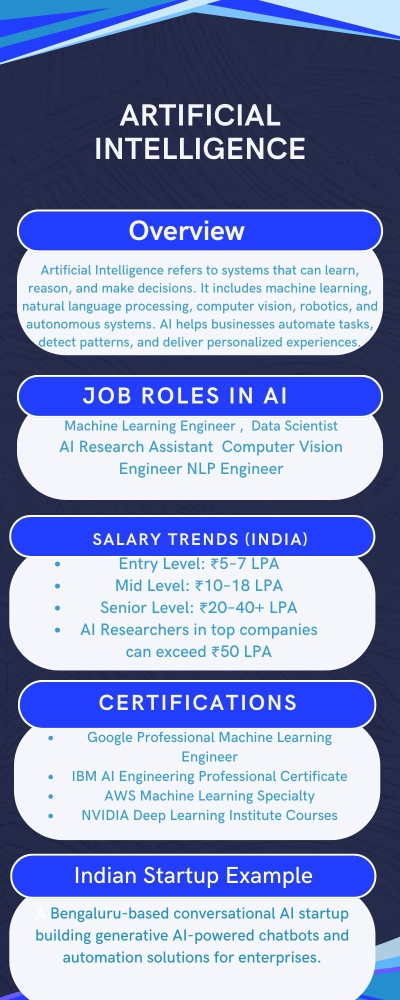 ARTIFICIAL
INTELLIGENCE
Overview
Artificial Intelligence refers to systems that can learn,
reason, and make decisions. It includes machine learning,
natural language processing, computer vision, robotics, and
autonomous systems. AI helps businesses automate tasks,
detect patterns, and deliver personalized experiences.
JOB ROLES IN AI
Machine Learning Engineer , Data Scientist
AI Research Assistant Computer Vision
Engineer NLP Engineer
SALARY TRENDS (INDIA)
• Entry Level: ₹5–7 LPA
• Mid Level: ₹10–18 LPA
• Senior Level: ₹20–40+ LPA
• AI Researchers in top companies
can exceed ₹50 LPA
CERTIFICATIONS
• Google Professional Machine Learning
Engineer
• IBM AI Engineering Professional Certificate
• AWS Machine Learning Specialty
• NVIDIA Deep Learning Institute Courses
Indian Startup Example
A Bengaluru-based conversational AI startup
building generative AI-powered chatbots and
automation solutions for enterprises.